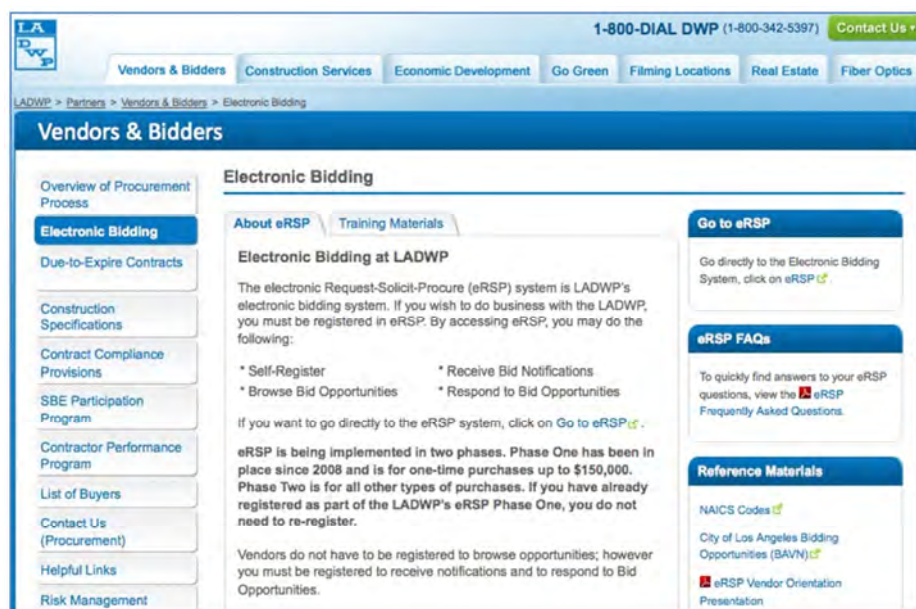 LA
DWP
1-800-DIAL DWP (1-800-342-5397)
Contact Us
Vendors & Bidders
Construction Services
Economic Development
Go Green
Filming Locations
Real Estate
Fiber Optics
LADWP > Partners > Vendors & Bidders > Electronic Bidding
Vendors & Bidders
Overview of Procurement
Process
Electronic Bidding
Due-to-Expire Contracts
Construction
Specifications
Contract Compliance
Provisions
SBE Participation
Program
Contractor Performance
Program
List of Buyers
Contact Us
(Procurement)
Helpful Links
Risk Management
Electronic Bidding
About eRSP
Training Materials
Electronic Bidding at LADWP
The electronic Request-Solicit-Procure (eRSP) system is LADWP's
electronic bidding system. If you wish to do business with the LADWP,
you must be registered in eRSP. By accessing eRSP, you may do the
following:
* Self-Register
* Receive Bid Notifications
* Browse Bid Opportunities
* Respond to Bid Opportunities
If you want to go directly to the eRSP system, click on Go to eRSP.
eRSP is being implemented in two phases. Phase One has been in
place since 2008 and is for one-time purchases up to $150,000.
Phase Two is for all other types of purchases. If you have already
registered as part of the LADWP's eRSP Phase One, you do not
need to re-register.
Vendors do not have to be registered to browse opportunities; however
you must be registered to receive notifications and to respond to Bid
Opportunities.
Go to eRSP
Go directly to the Electronic Bidding
System, click on eRSP
eRSP FAQs
To quickly find answers to your eRSP
questions, view the eRSP
Frequently Asked Questions.
Reference Materials
NAICS Codes
City of Los Angeles Bidding
Opportunities (BAVN)
eRSP Vendor Orientation
Presentation